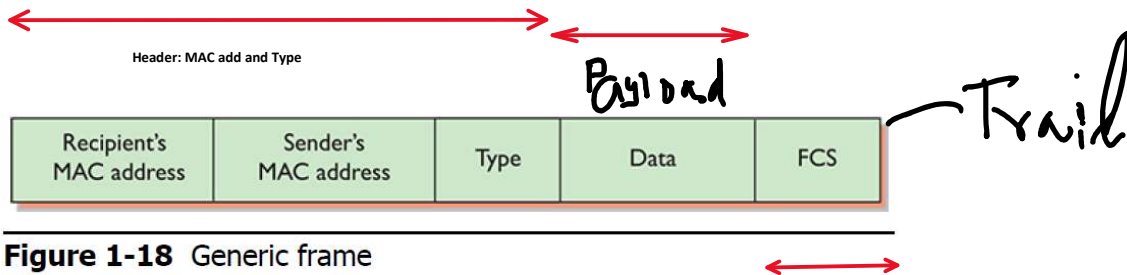 Header: MAC add and Type
Payload
Trail
Recipient's
MAC address
Sender's
MAC address
Type
Data
FCS
Figure 1-18 Generic frame